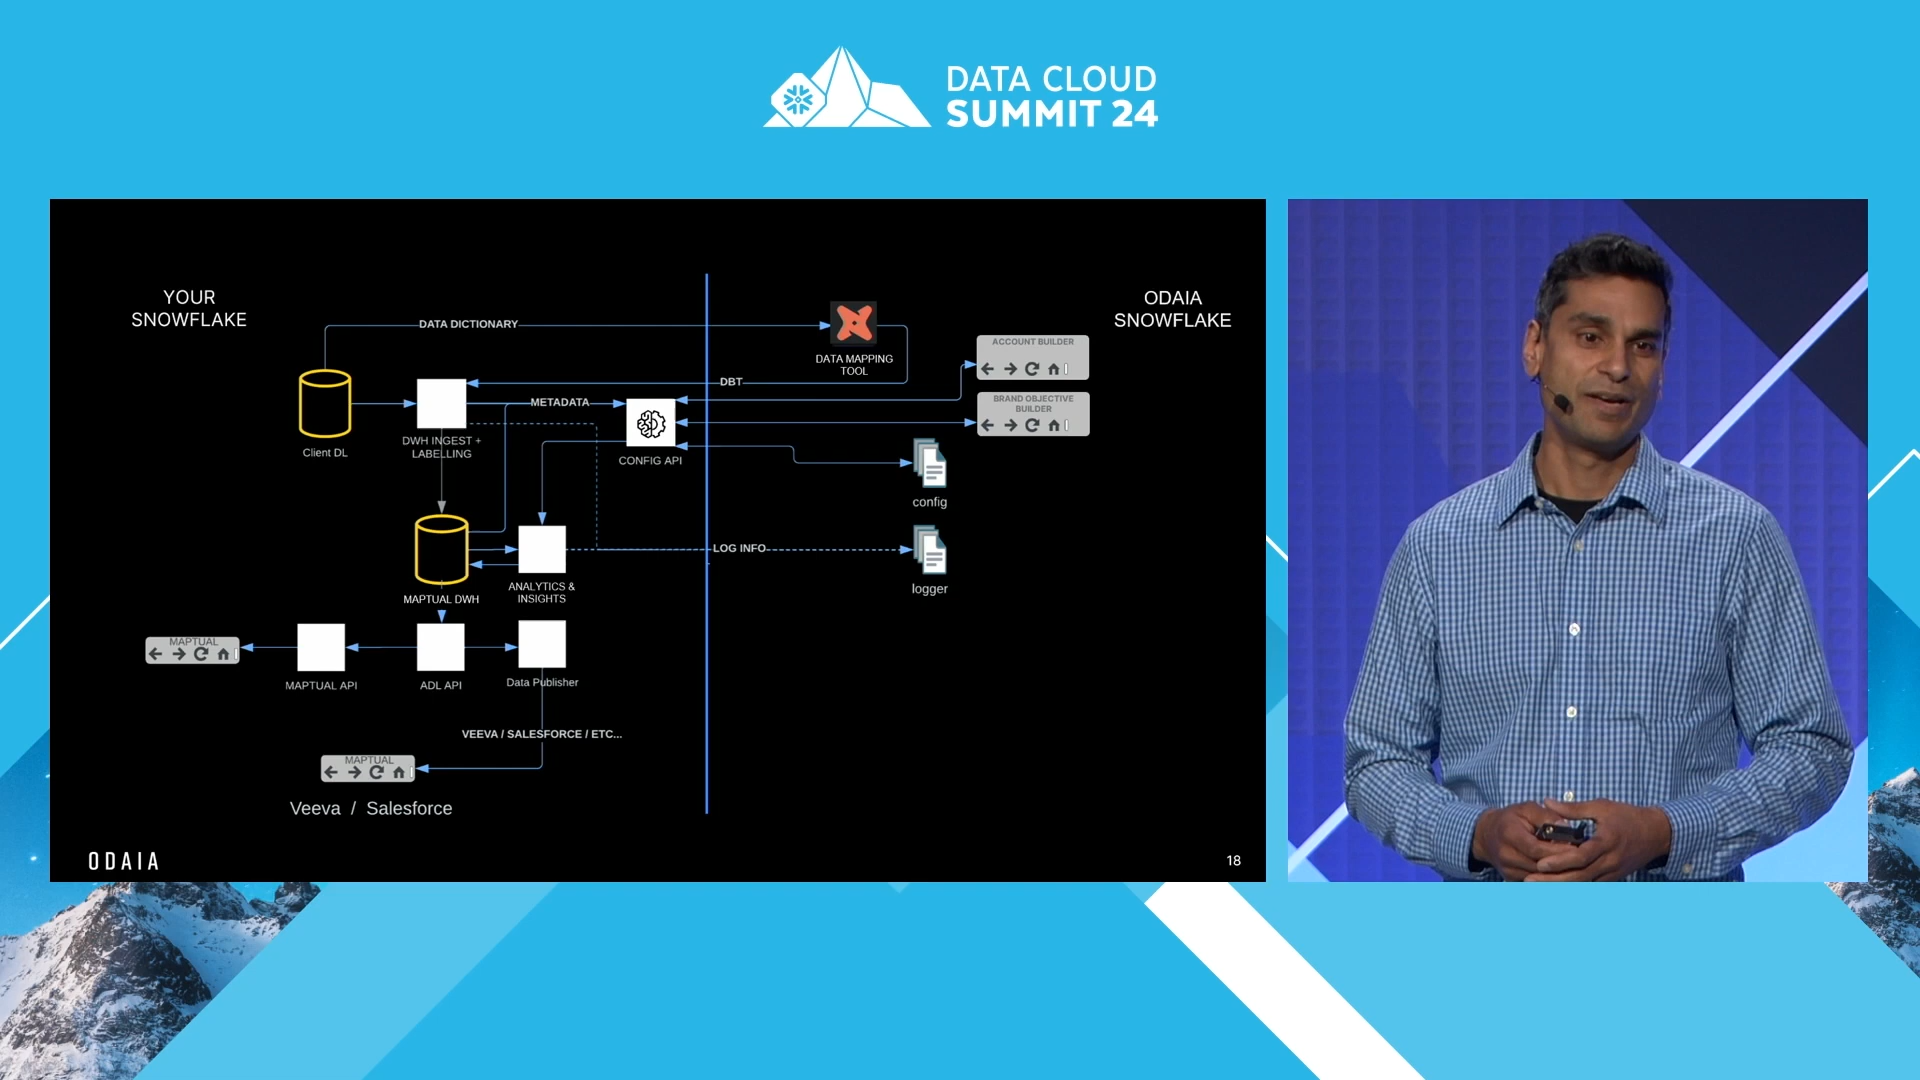 DATA CLOUD
SUMMIT 24
YOUR
SNOWFLAKE
ODAIA
SNOWFLAKE
DATA DICTIONARY
DATA MAPPING
TOOL
ACCOUNT BUILDER
DBT
BRAND OBJECTIVE
BUILDER
METADATA
Client DL
DWH INGEST +
LABELLING
CONFIG API
config
LOG INFO
logger
MAPTUAL DWH
ANALYTICS &
INSIGHTS
MAPTUAL
MAPTUAL API
ADL API
Data Publisher
VEEVA / SALESFORCE / ETC...
MAPTUAL
Veeva / Salesforce
ODAIA
18